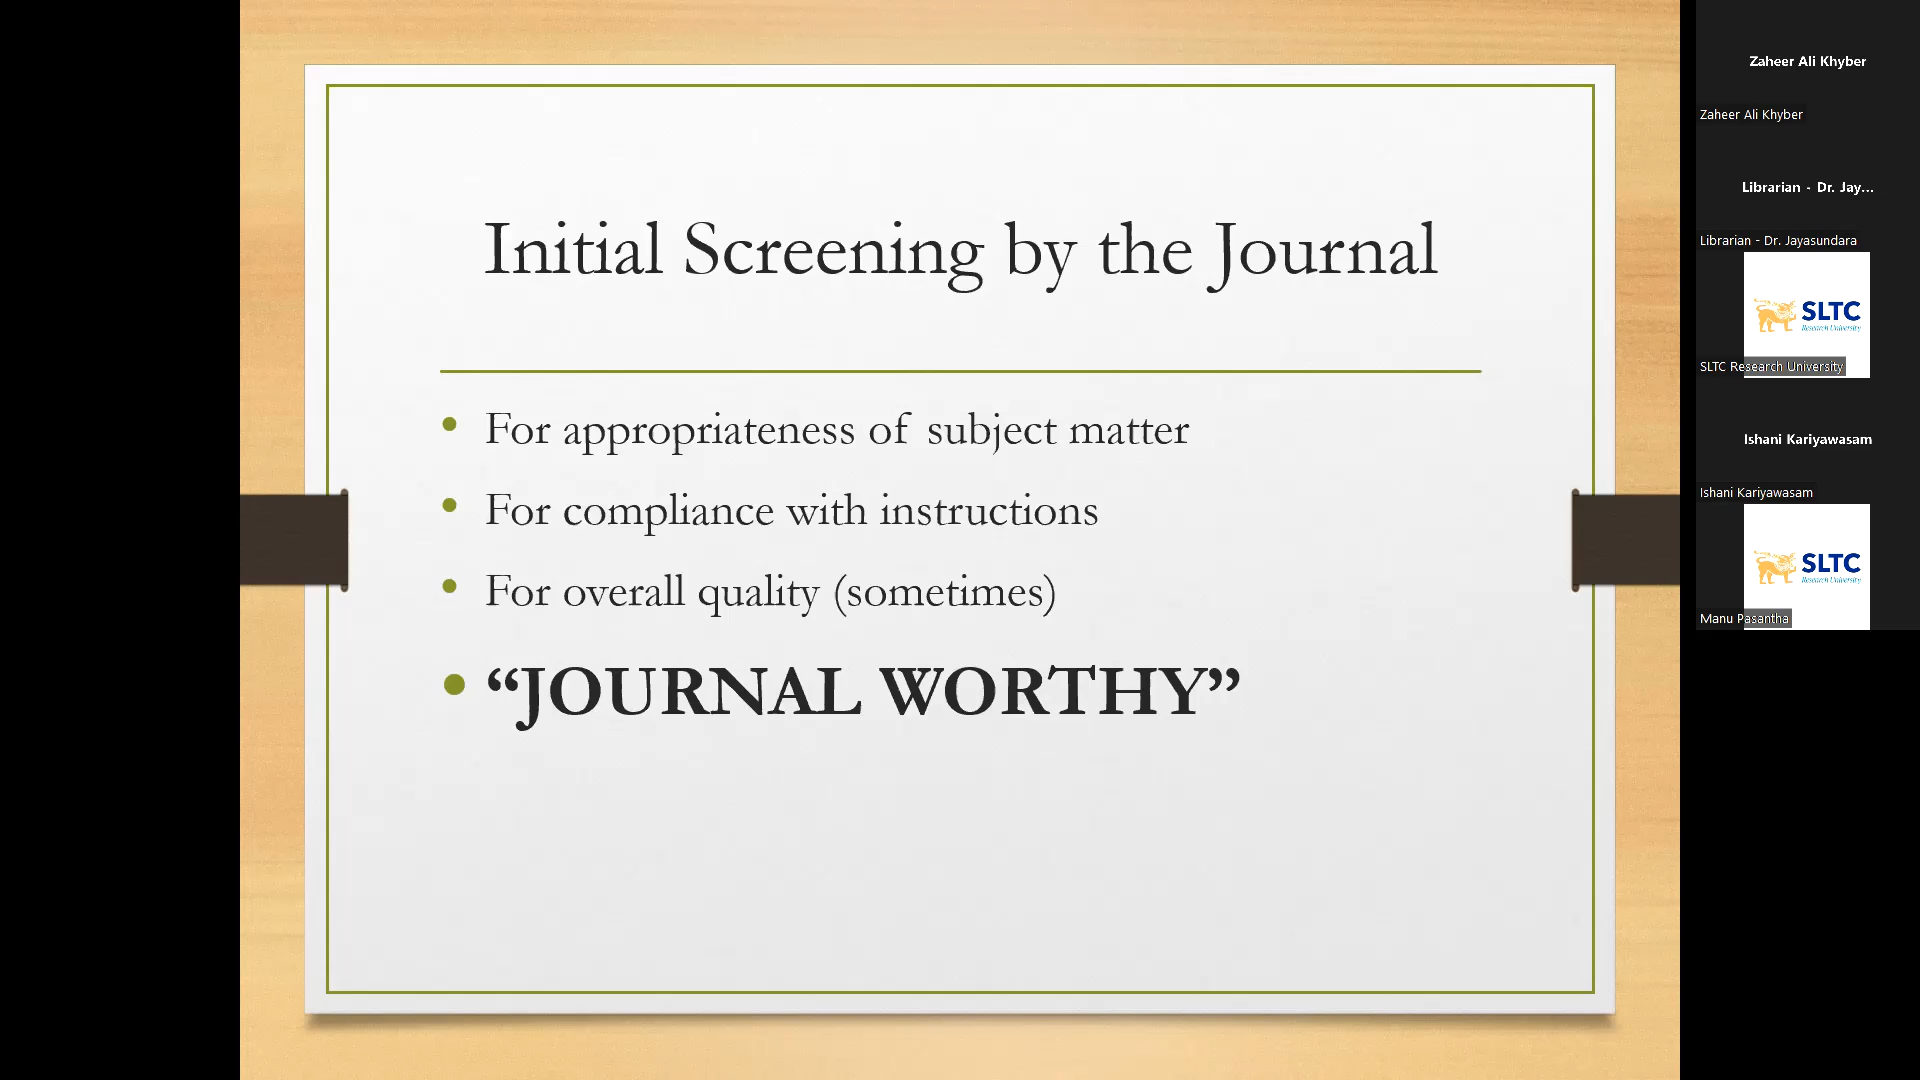 Initial Screening by the Journal
• For appropriateness of subject matter
• For compliance with instructions
• For overall quality (sometimes)
• “JOURNAL WORTHY”
Zaheer Ali Khyber
Zaheer Ali Khyber
Librarian - Dr. Jay...
Librarian - Dr. Jayasundara
SLTC
Research University
SLTC Research University
Ishani Kariyawasam
Ishani Kariyawasam
SLTC
Research University
Manu Pasantha